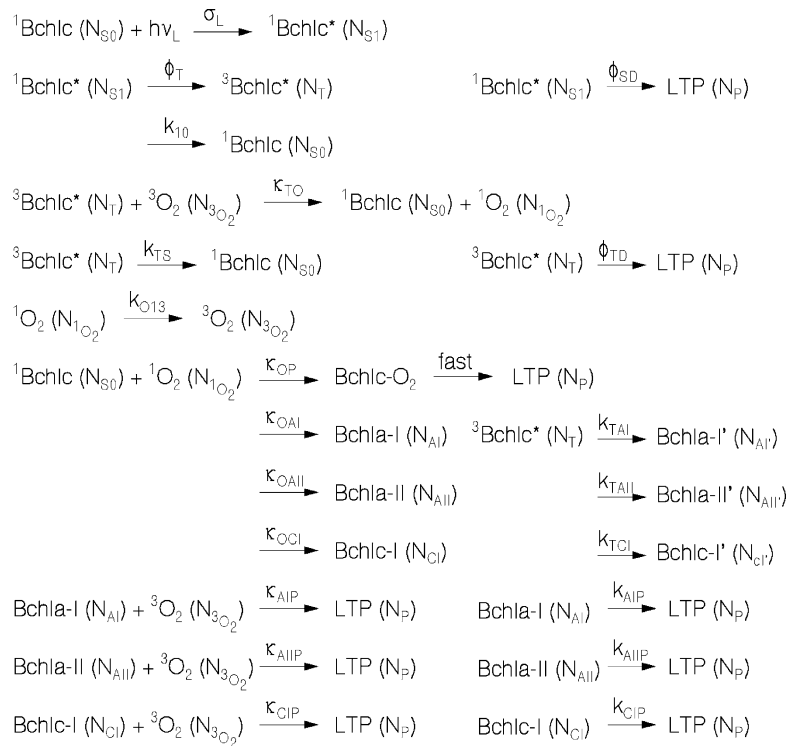 ¹Bchlc (N_S0) + hν_L —σ_L→ ¹Bchlc* (N_S1)
¹Bchlc* (N_S1) —ϕ_T→ ³Bchlc* (N_T)    ¹Bchlc* (N_S1) —ϕ_SD→ LTP (N_P)
—k_10→ ¹Bchlc (N_S0)
³Bchlc* (N_T) + ³O₂ (N_3O₂) —κ_TO→ ¹Bchlc (N_S0) + ¹O₂ (N_1O₂)
³Bchlc* (N_T) —k_TS→ ¹Bchlc (N_S0)    ³Bchlc* (N_T) —ϕ_TD→ LTP (N_P)
¹O₂ (N_1O₂) —k_O13→ ³O₂ (N_3O₂)
¹Bchlc (N_S0) + ¹O₂ (N_1O₂) —κ_OP→ Bchlc-O₂ —fast→ LTP (N_P)
—κ_OAI→ Bchla-I (N_AI)    ³Bchlc* (N_T) —k_TAI→ Bchla-I' (N_AI')
—κ_OAII→ Bchla-II (N_AII)    —k_TAII→ Bchla-II' (N_AII')
—κ_OCI→ Bchlc-I (N_CI)    —k_TCI→ Bchlc-I' (N_cI')
Bchla-I (N_AI) + ³O₂ (N_3O₂) —κ_AIP→ LTP (N_P)    Bchla-I (N_AI) —k_AIP→ LTP (N_P)
Bchla-II (N_AII) + ³O₂ (N_3O₂) —κ_AIIP→ LTP (N_P)    Bchla-II (N_AII) —k_AIIP→ LTP (N_P)
Bchlc-I (N_CI) + ³O₂ (N_3O₂) —κ_CIP→ LTP (N_P)    Bchlc-I (N_CI) —k_CIP→ LTP (N_P)